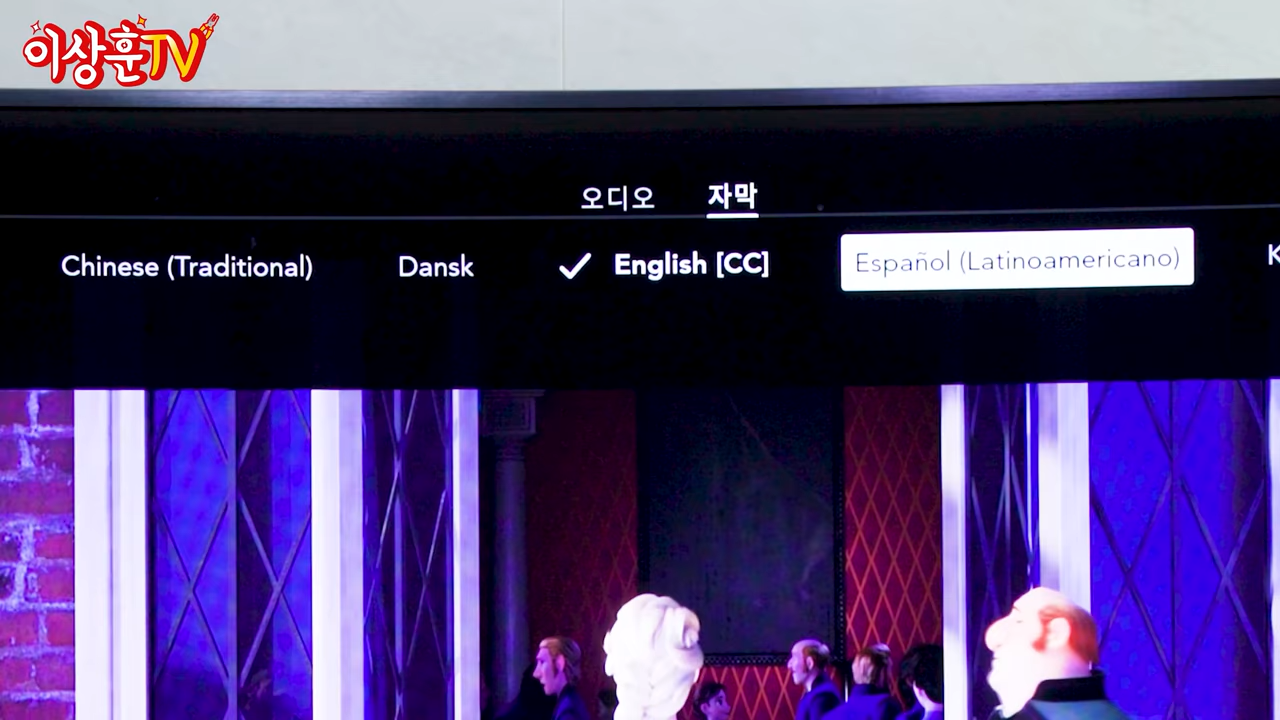 이상훈TV
오디오 자막
Chinese (Traditional) Dansk English [CC] Español (Latinoamericano)